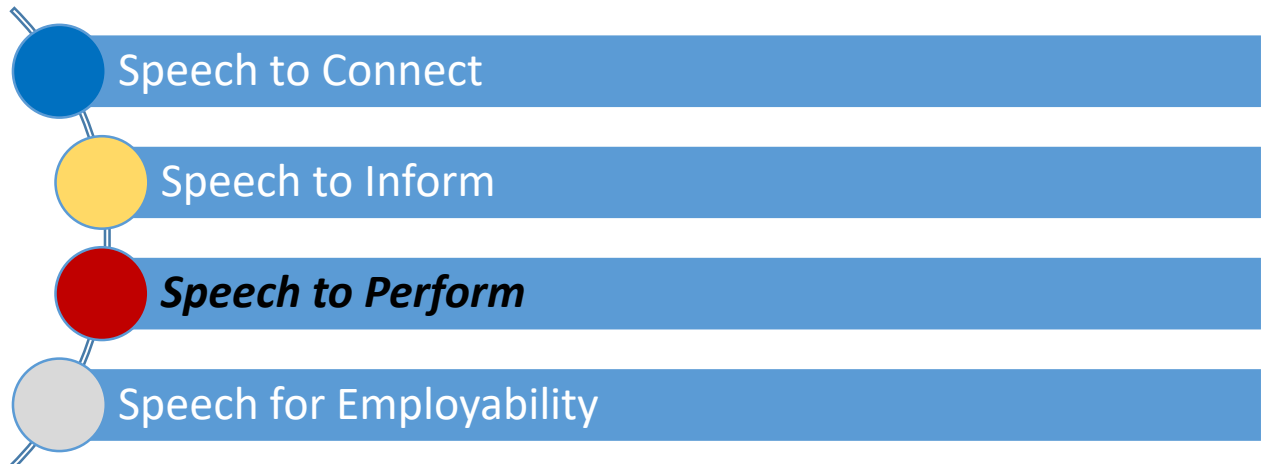 Speech to Connect
Speech to Inform
Speech to Perform
Speech for Employability